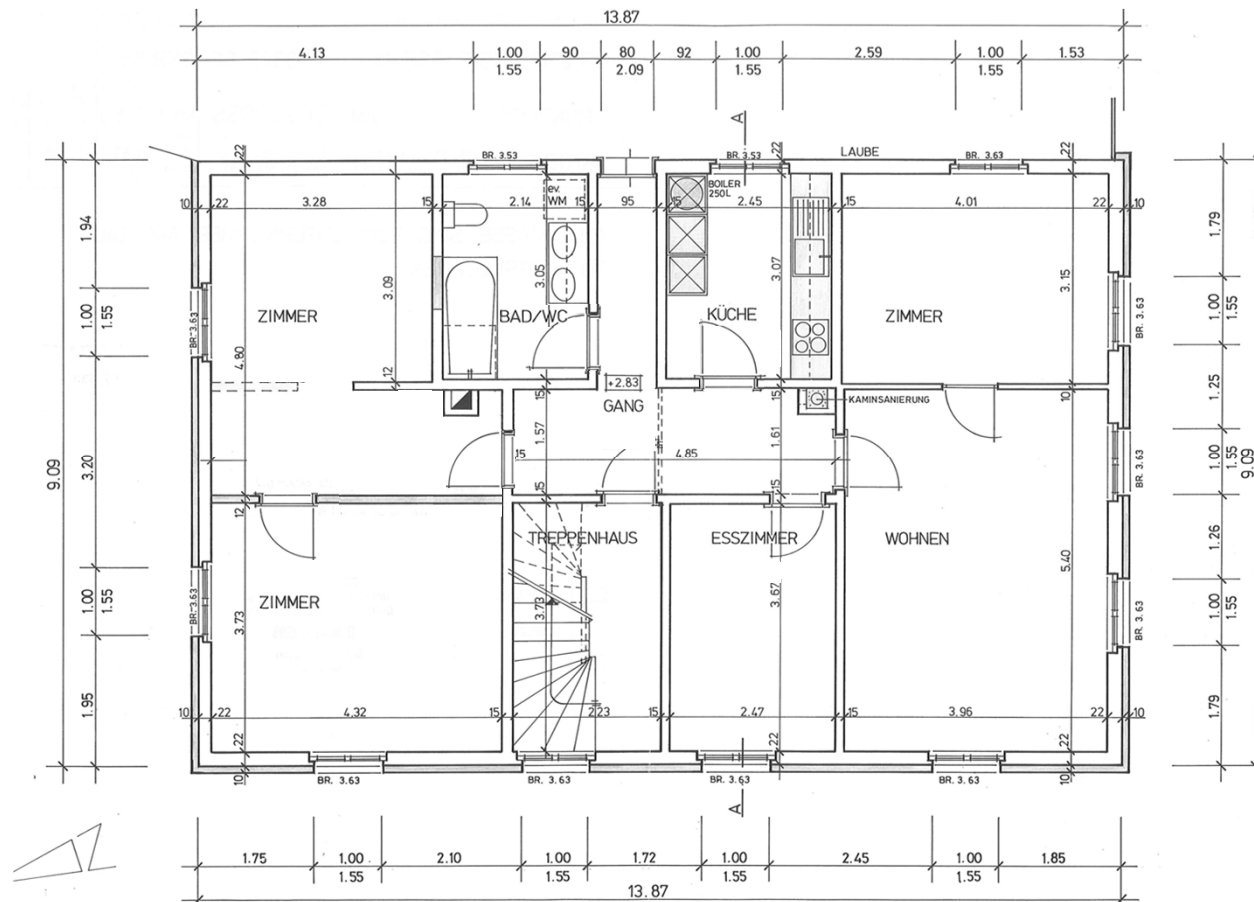 13.87
4.13 1.00 90 80 92 1.00 2.59 1.00 1.53
1.55 2.09 1.55 1.55
A
22 BR. 3.53 BR. 3.53 22 LAUBE BR. 3.63 22
ev. WM
BOILER 250L
10 22 3.28 15 2.14 15 95 15 2.45 15 4.01 22 10
1.94
1.79
3.09 3.05 3.07 3.15
ZIMMER BAD/WC KÜCHE ZIMMER
1.00 1.55 BR. 3.63
BR. 3.63 1.00 1.55
4.80 12 +2.83 10 1.25
15 GANG 15 KAMINSANIERUNG
1.57 1.61
15 4.85
9.09 3.20
BR. 3.63 1.00 1.55 9.09
12 15 15
TREPPENHAUS ESSZIMMER WOHNEN
1.26
5.40
1.00 1.55 BR. 3.63
ZIMMER
3.73 3.73 3.67
BR. 3.63 1.00 1.55
1.95
1.79
10 22 4.32 15 2.23 15 2.47 15 3.96 22 10
22 22 22
10 BR. 3.63 BR. 3.63 BR. 3.63 BR. 3.63 10
A
1.75 1.00 2.10 1.00 1.72 1.00 2.45 1.00 1.85
1.55 1.55 1.55 1.55
13.87